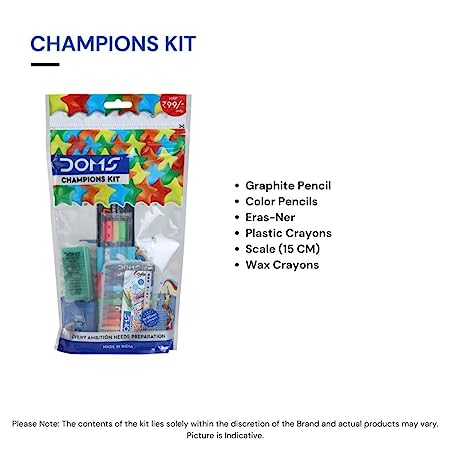 CHAMPIONS KIT
MRP
₹99/-
only
DOMS
CHAMPIONS KIT
DOMS
EVERY AMBITION NEEDS PREPARATION
MADE IN INDIA
Graphite Pencil
Color Pencils
Eras-Ner
Plastic Crayons
Scale (15 CM)
Wax Crayons
Please Note: The contents of the kit lies solely within the discretion of the Brand and actual products may vary.
Picture is Indicative.